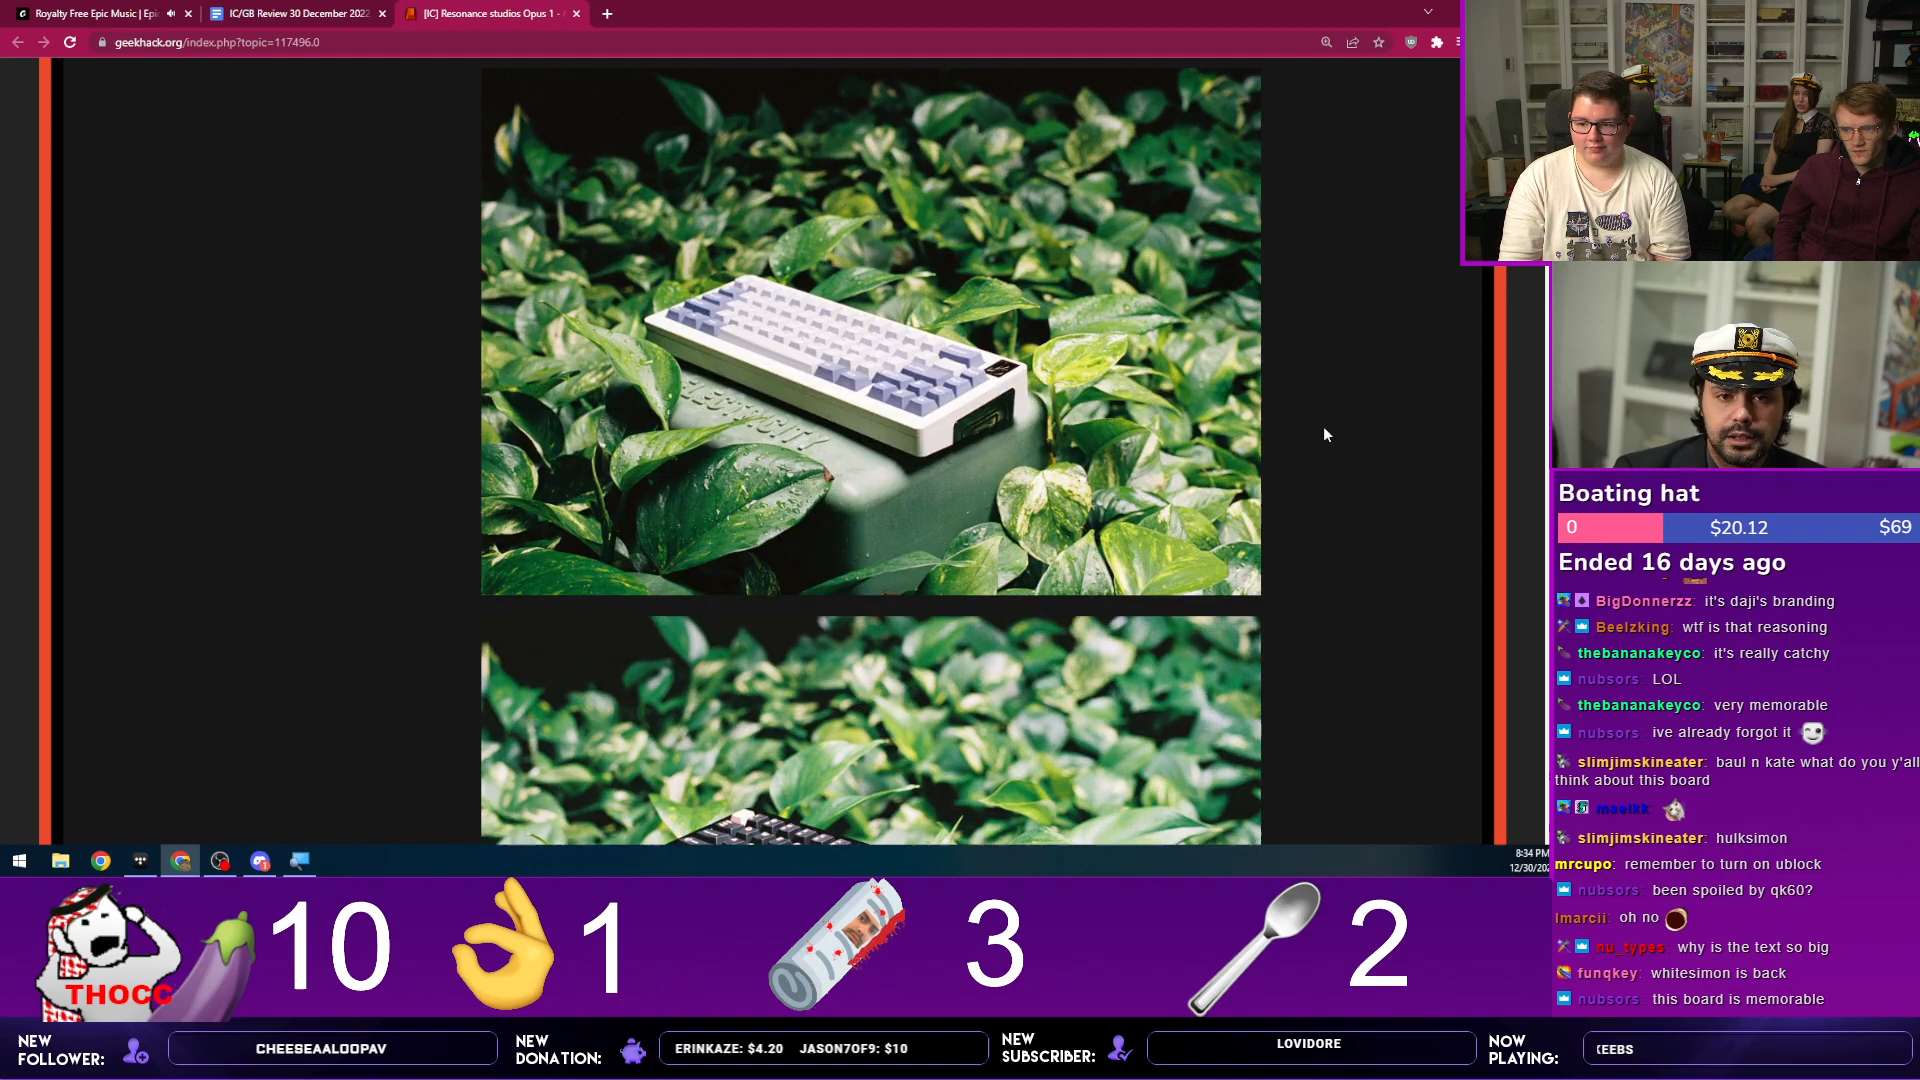 Royalty Free Epic Music | Epi
IC/GB Review 30 December 2022
[IC] Resonance studios Opus 1 -
geekhack.org/index.php?topic=117496.0
ELECTRICITY
Boating hat
0 $20.12 $69
Ended 16 days ago
BigDonnerzz: it's daji's branding
Beelzking: wtf is that reasoning
thebananakeyco: it's really catchy
nubsors: LOL
thebananakeyco: very memorable
nubsors: ive already forgot it
slimjimskineater: baul n kate what do you y'all
think about this board
maelkk:
slimjimskineater: hulksimon
mrcupo: remember to turn on ublock
nubsors: been spoiled by qk60?
lmarcii: oh no
nu_types: why is the text so big
funqkey: whitesimon is back
nubsors: this board is memorable
8:34 PM
12/30/202
THOCC
10 1 3 2
NEW
FOLLOWER:
CHEESEAALOOPAV
NEW
DONATION:
ERINKAZE: $4.20 JASON7OF9: $10
NEW
SUBSCRIBER:
LOVIDORE
NOW
PLAYING:
KEEBS